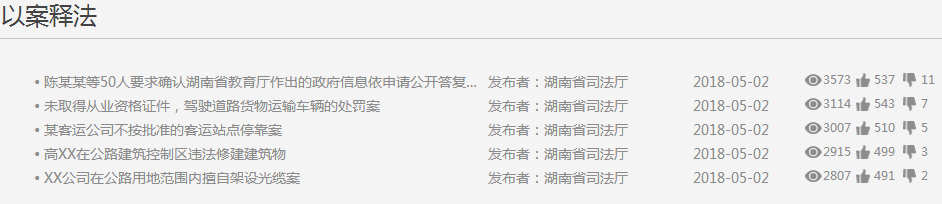 以案释法
• 陈某某等50人要求确认湖南省教育厅作出的政府信息依申请公开答复... 发布者：湖南省司法厅 2018-05-02 3573 537 11
• 未取得从业资格证件，驾驶道路货物运输车辆的处罚案 发布者：湖南省司法厅 2018-05-02 3114 543 7
• 某客运公司不按批准的客运站点停靠案 发布者：湖南省司法厅 2018-05-02 3007 510 5
• 高XX在公路建筑控制区违法修建建筑物 发布者：湖南省司法厅 2018-05-02 2915 499 3
• XX公司在公路用地范围内擅自架设光缆案 发布者：湖南省司法厅 2018-05-02 2807 491 2